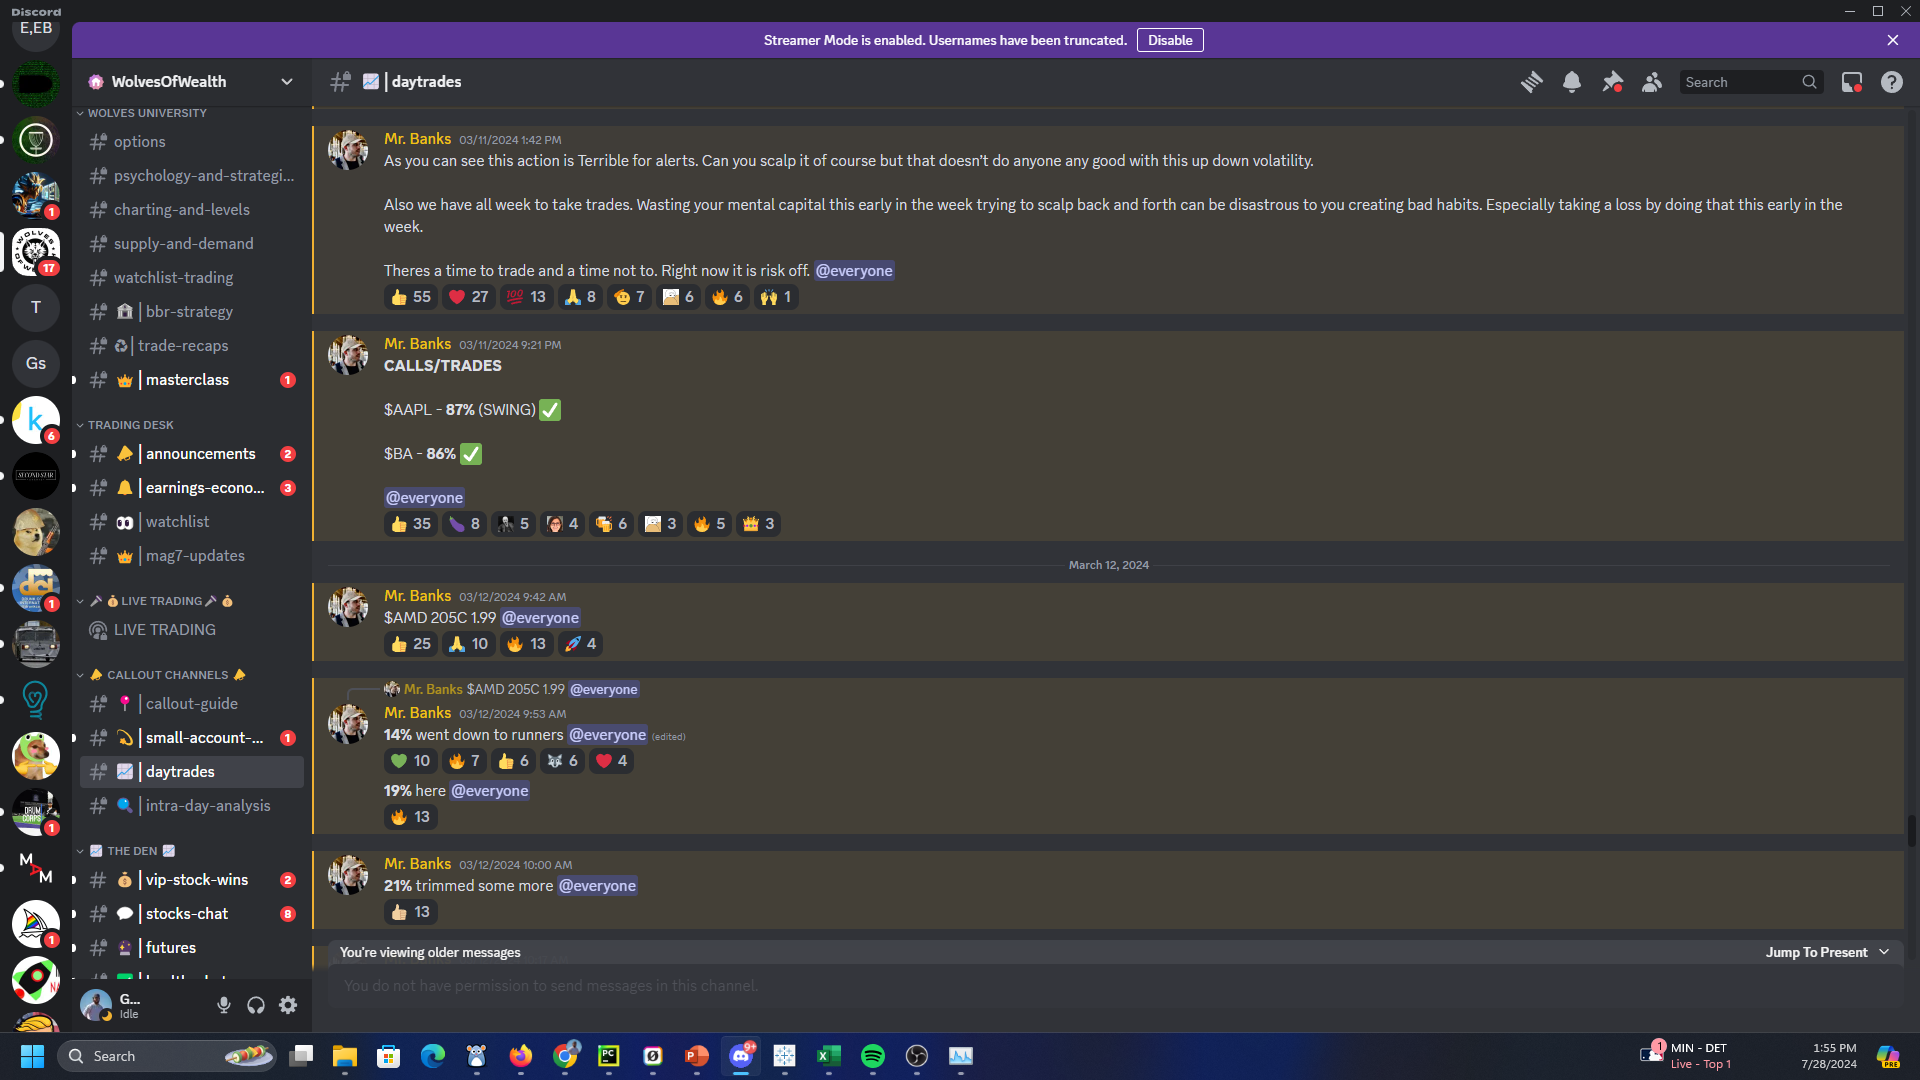 Discord
Streamer Mode is enabled. Usernames have been truncated. Disable
E,EB
1
17
T
Gs
k
6
SECOND STAR
dci
1
DRUM CORPS
1
M A M
1
WolvesOfWealth
WOLVES UNIVERSITY
options
psychology-and-strategi...
charting-and-levels
supply-and-demand
watchlist-trading
bbr-strategy
trade-recaps
masterclass 1
TRADING DESK
announcements 2
earnings-econo... 3
watchlist
mag7-updates
LIVE TRADING
LIVE TRADING
CALLOUT CHANNELS
callout-guide
small-account-... 1
daytrades
intra-day-analysis
THE DEN
vip-stock-wins 2
stocks-chat 8
futures
G...
Idle
daytrades
Search
Mr. Banks 03/11/2024 1:42 PM
As you can see this action is Terrible for alerts. Can you scalp it of course but that doesn't do anyone any good with this up down volatility.
Also we have all week to take trades. Wasting your mental capital this early in the week trying to scalp back and forth can be disastrous to you creating bad habits. Especially taking a loss by doing that this early in the
week.
Theres a time to trade and a time not to. Right now it is risk off. @everyone
55 27 13 8 7 6 6 1
Mr. Banks 03/11/2024 9:21 PM
CALLS/TRADES
$AAPL - 87% (SWING) ✅
$BA - 86% ✅
@everyone
35 8 5 4 6 3 5 3
March 12, 2024
Mr. Banks 03/12/2024 9:42 AM
$AMD 205C 1.99 @everyone
25 10 13 4
Mr. Banks $AMD 205C 1.99 @everyone
Mr. Banks 03/12/2024 9:53 AM
14% went down to runners @everyone (edited)
10 7 6 6 4
19% here @everyone
13
Mr. Banks 03/12/2024 10:00 AM
21% trimmed some more @everyone
13
You're viewing older messages Jump To Present
You do not have permission to send messages in this channel.
Search
PC
9+
1
MIN - DET
Live - Top 1
1:55 PM
7/28/2024
PRE